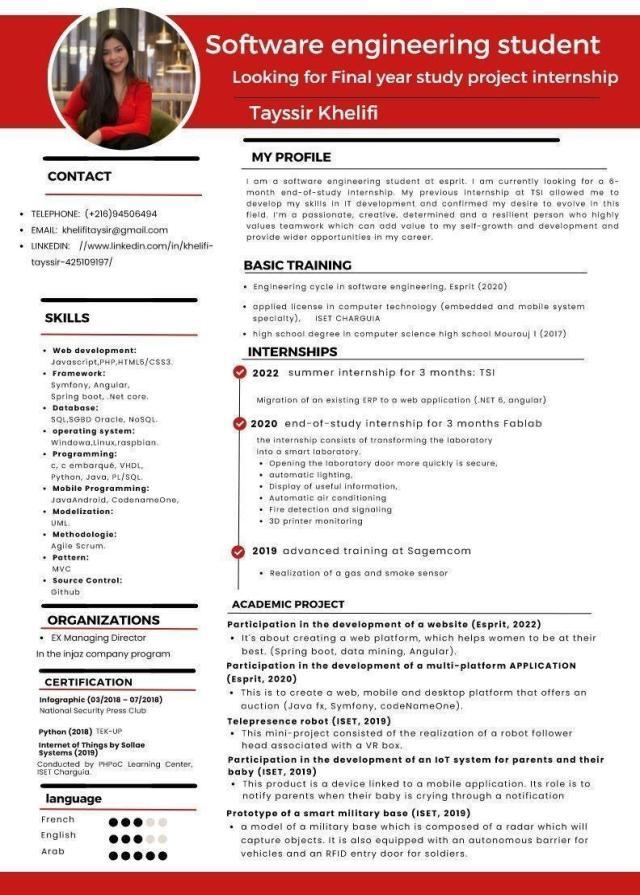 Software engineering student
Looking for Final year study project internship
Tayssir Khelifi
CONTACT
TELEPHONE: (+216)94506494
EMAIL: khelifitaysir@gmail.com
LINKEDIN: //www.linkedin.com/in/khelifi-
tayssir-425109197/
SKILLS
Web development:
Javascript,PHP,HTML5/CSS3.
Framework:
Symfony, Angular,
Spring boot, .Net core.
Database:
SQL,SGBD Oracle, NoSQL.
operating system:
Windowa,Linux,raspbian.
Programming:
c, c embarqué, VHDL,
Python, Java, PL/SQL.
Mobile Programming:
JavaAndroid, CodenameOne,
Modelization:
UML.
Methodologie:
Agile Scrum.
Pattern:
MVC
Source Control:
Github
ORGANIZATIONS
EX Managing Director
In the injaz company program
CERTIFICATION
Infographic (03/2018 – 07/2018)
National Security Press Club
Python (2018) TEK-UP
Internet of Things by Sollae
Systems (2019)
Conducted by PHPoC Learning Center,
ISET Charguia.
language
French
English
Arab
MY PROFILE
I am a software engineering student at esprit. I am currently looking for a 6-
month end-of-study internship. My previous internship at TSI allowed me to
develop my skills in IT development and confirmed my desire to evolve in this
field. I'm a passionate, creative, determined and a resilient person who highly
values teamwork which can add value to my self-growth and development and
provide wider opportunities in my career.
BASIC TRAINING
Engineering cycle in software engineering, Esprit (2020)
applied license in computer technology (embedded and mobile system
specialty), ISET CHARGUIA
high school degree in computer science high school Mourouj 1 (2017)
INTERNSHIPS
2022 summer internship for 3 months: TSI
Migration of an existing ERP to a web application (.NET 6, angular)
2020 end-of-study internship for 3 months Fablab
the internship consists of transforming the laboratory
into a smart laboratory.
Opening the laboratory door more quickly is secure,
automatic lighting,
Display of useful information,
Automatic air conditioning
Fire detection and signaling
3D printer monitoring
2019 advanced training at Sagemcom
Realization of a gas and smoke sensor
ACADEMIC PROJECT
Participation in the development of a website (Esprit, 2022)
It's about creating a web platform, which helps women to be at their
best. (Spring boot, data mining, Angular).
Participation in the development of a multi-platform APPLICATION
(Esprit, 2020)
This is to create a web, mobile and desktop platform that offers an
auction (Java fx, Symfony, codeNameOne).
Telepresence robot (ISET, 2019)
This mini-project consisted of the realization of a robot follower
head associated with a VR box.
Participation in the development of an IoT system for parents and their
baby (ISET, 2019)
This product is a device linked to a mobile application. Its role is to
notify parents when their baby is crying through a notification
Prototype of a smart military base (ISET, 2019)
a model of a military base which is composed of a radar which will
capture objects. It is also equipped with an autonomous barrier for
vehicles and an RFID entry door for soldiers.